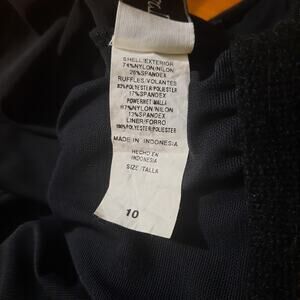 SHELL/EXTERIOR
74%NYLON/NILON
26%SPANDEX
RUFFLES/VOLANTES
83%POLYESTER/POLIESTER
17%SPANDEX
POWERNET MALLA
87%NYLON/NILON
13%SPANDEX
LINER/FORRO
100%POLYESTER/POLIESTER
MADE IN INDONESIA
HECHO EN
INDONESIA
SIZE/TALLA
10